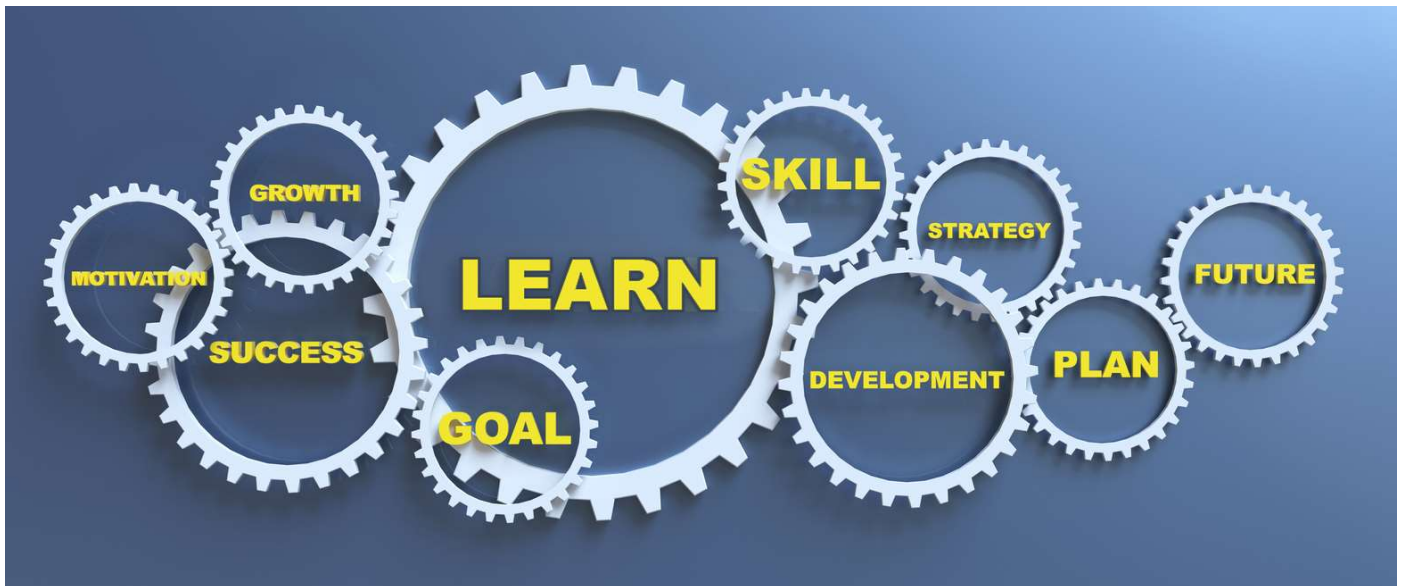 MOTIVATION
GROWTH
SUCCESS
LEARN
GOAL
SKILL
STRATEGY
DEVELOPMENT
PLAN
FUTURE